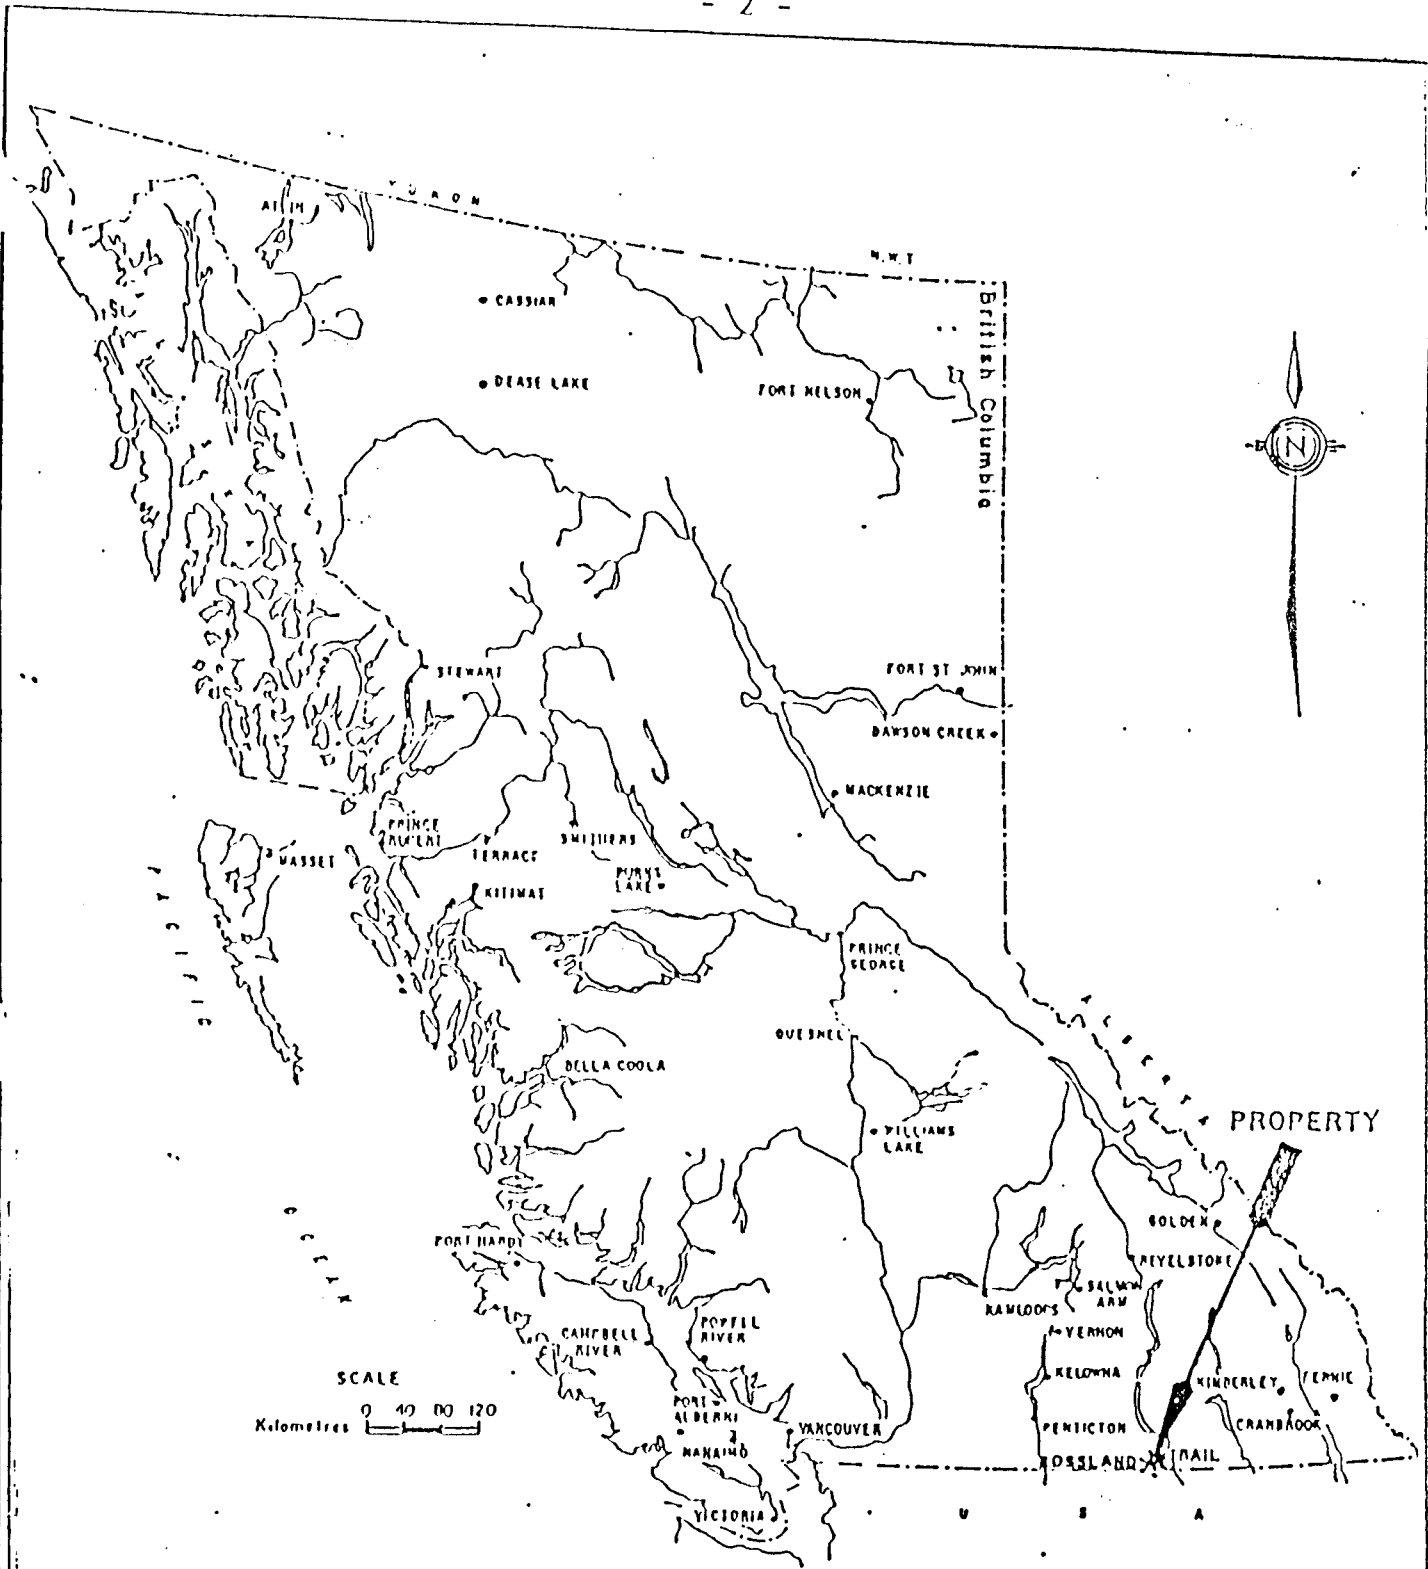 - 2 -
YUKON
ATLIN
N.W.T
CASSIAR
British Columbia
DEASE LAKE
FORT NELSON
N
STEWART
FORT ST JOHN
DAWSON CREEK
MACKENZIE
PRINCE
RUPERT
MASSET
TERRACE
SMITHERS
BURNS
LAKE
KITIMAT
PACIFIC
PRINCE
GEORGE
QUESNEL
ALBERTA
BELLA COOLA
PROPERTY
WILLIAMS
LAKE
OCEAN
GOLDEN
PORT HARDY
REVELSTOKE
SALMON
ARM
KAMLOOPS
POWELL
RIVER
CAMPBELL
RIVER
VERNON
SCALE
KELOWNA
KIMBERLEY
FERNIE
Kilometres 0 40 80 120
PORT
ALBERNI
VANCOUVER
PENTICTON
CRANBROOK
NANAIMO
ROSSLAND
TRAIL
VICTORIA
U S A